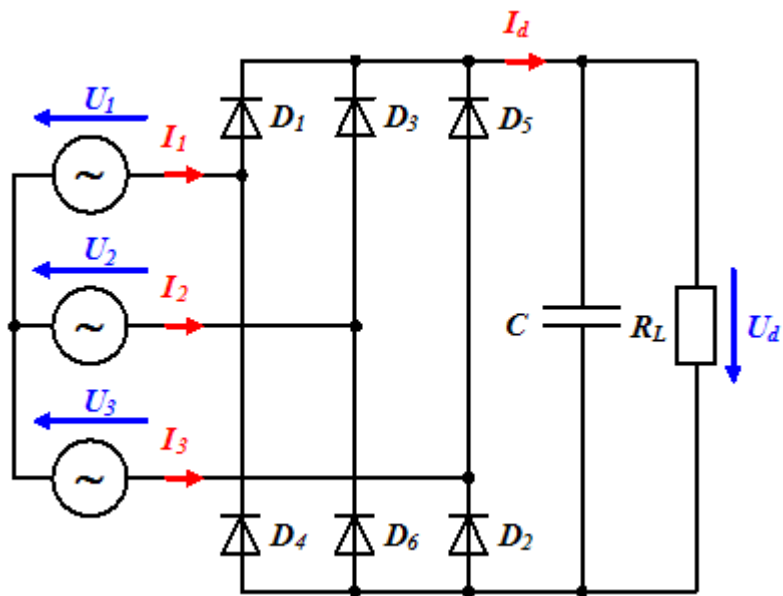 I_d
U_1
D_1
D_3
D_5
I_1
~
U_2
I_2
~
C
R_L
U_d
U_3
I_3
~
D_4
D_6
D_2